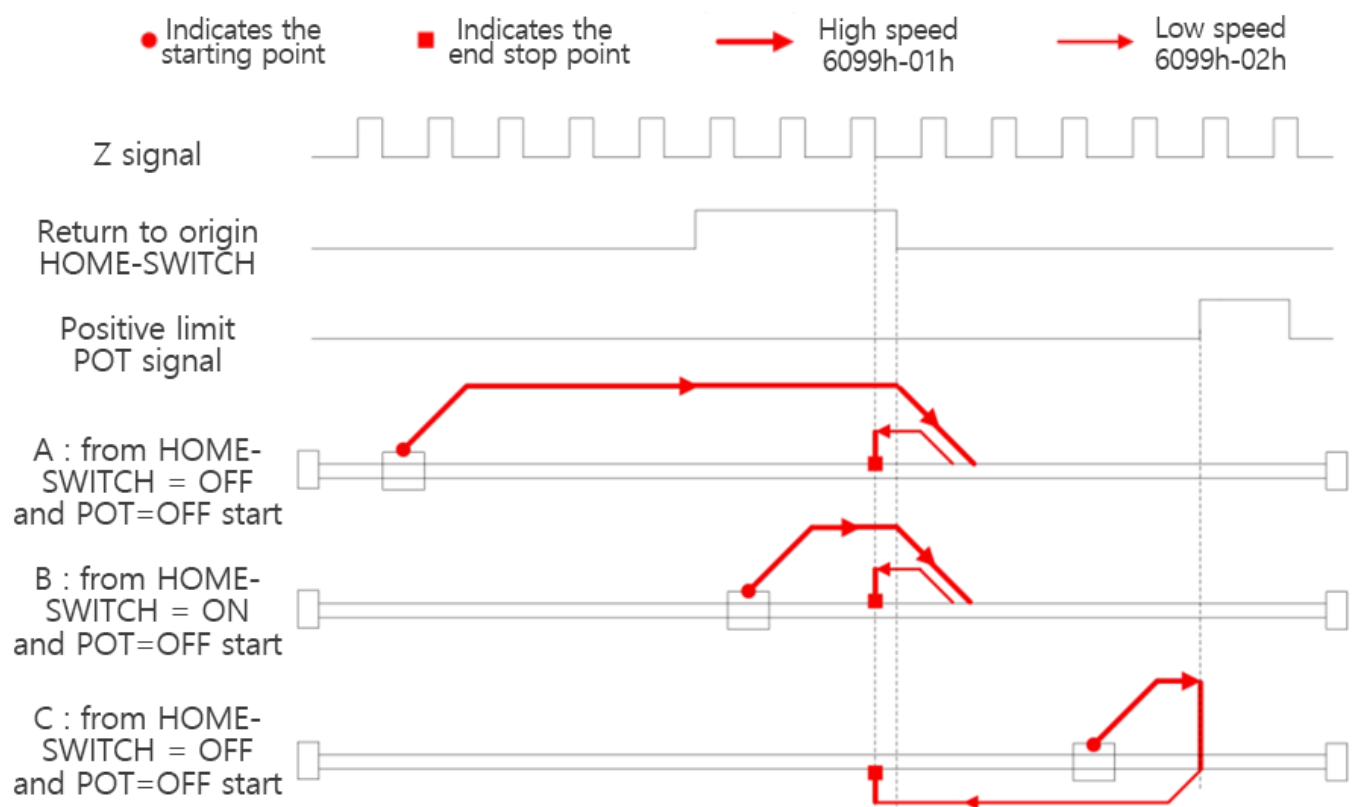 Indicates the
starting point
Indicates the
end stop point
High speed
6099h-01h
Low speed
6099h-02h
Z signal
Return to origin
HOME-SWITCH
Positive limit
POT signal
A : from HOME-
SWITCH = OFF
and POT=OFF start
B : from HOME-
SWITCH = ON
and POT=OFF start
C : from HOME-
SWITCH = OFF
and POT=OFF start